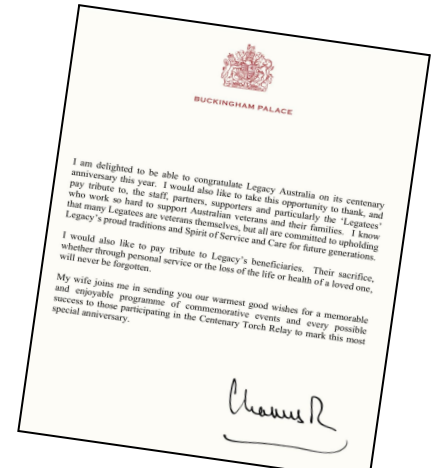 BUCKINGHAM PALACE
I am delighted to be able to congratulate Legacy Australia on its centenary
anniversary this year. I would also like to take this opportunity to thank, and
pay tribute to, the staff, partners, supporters and particularly the 'Legatees'
who work so hard to support Australian veterans and their families. I know
that many Legatees are veterans themselves, but all are committed to upholding
Legacy's proud traditions and Spirit of Service and Care for future generations.
I would also like to pay tribute to Legacy's beneficiaries. Their sacrifice,
whether through personal service or the loss of the life or health of a loved one,
will never be forgotten.
My wife joins me in sending you our warmest good wishes for a memorable
and enjoyable programme of commemorative events and every possible
success to those participating in the Centenary Torch Relay to mark this most
special anniversary.
Charles R